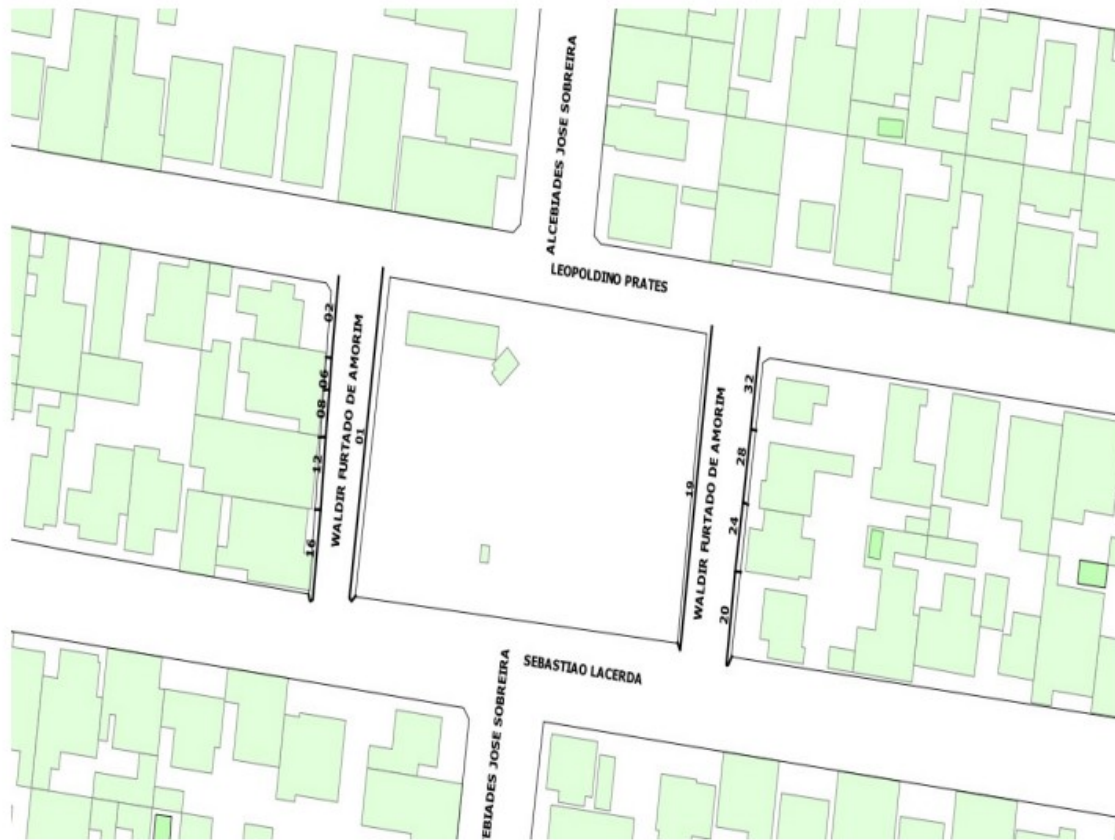 ALCEBIADES JOSE SOBREIRA
LEOPOLDINO PRATES
02
06
08
12
16
WALDIR FURTADO DE AMORIM
01
19
WALDIR FURTADO DE AMORIM
32
28
24
20
SEBASTIAO LACERDA
EBIADES JOSE SOBREIRA